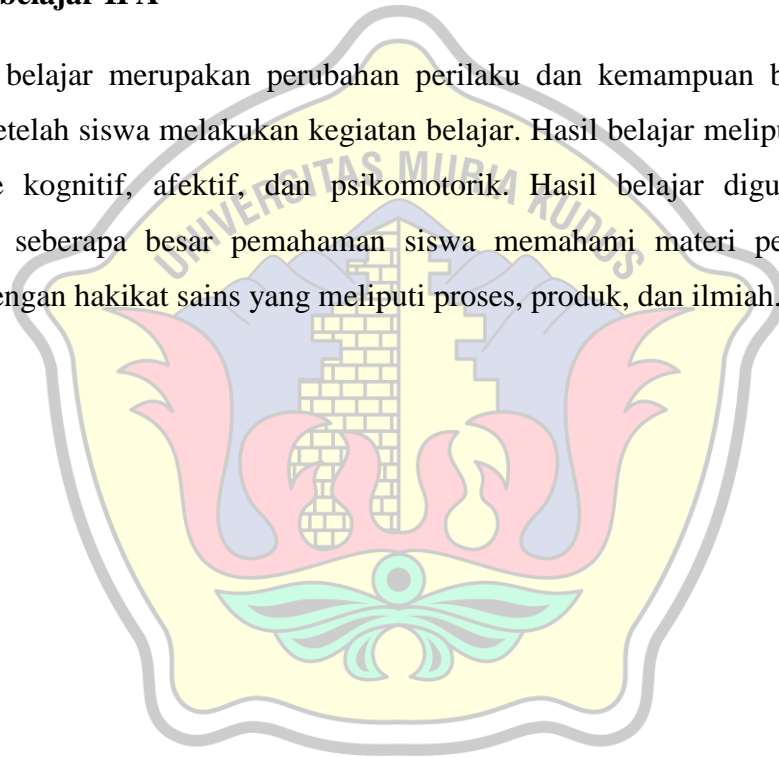 belajar IPA
belajar merupakan perubahan perilaku dan kemampuan b
etelah siswa melakukan kegiatan belajar. Hasil belajar melipu
e kognitif, afektif, dan psikomotorik. Hasil belajar digu
seberapa besar pemahaman siswa memahami materi pe
engan hakikat sains yang meliputi proses, produk, dan ilmiah.
UNIVERSITAS MURIA KUDUS